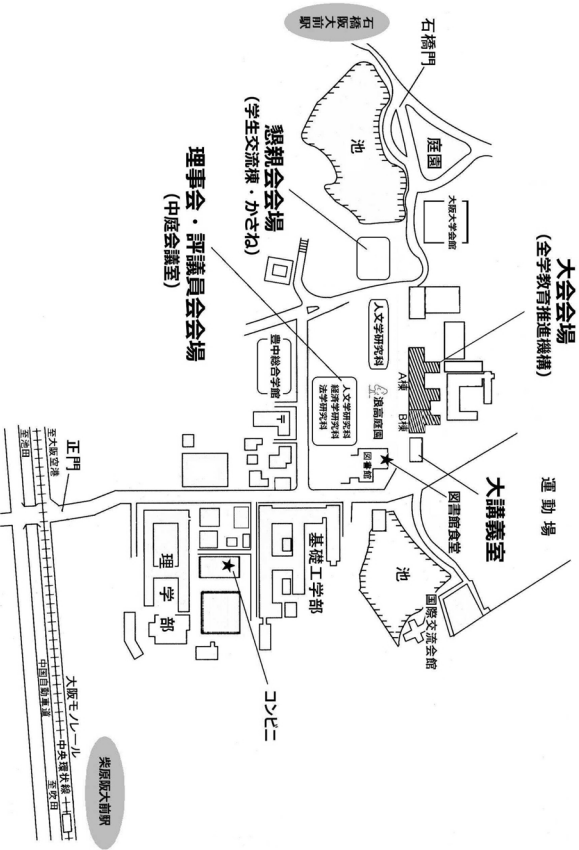 石橋
阪大前
駅
石橋門
庭園
池
大阪大学会館
懇親会会場
(学生交流棟・かさね)
理事会・評議員会会場
(中庭会議室)
大会会場
(全学教育推進機構)
人文学研究科
A棟
B棟
浪高庭園
豊中総合学館
人文学研究科
経済学研究科
法学研究科
〒
図書館
大講義室
図書館食堂
運動場
池
国際交流会館
基礎工学部
理学部
コンビニ
正門
至大阪空港
至池田
大阪モノレール
中央環状線
中国自動車道
至吹田
柴原阪大前駅